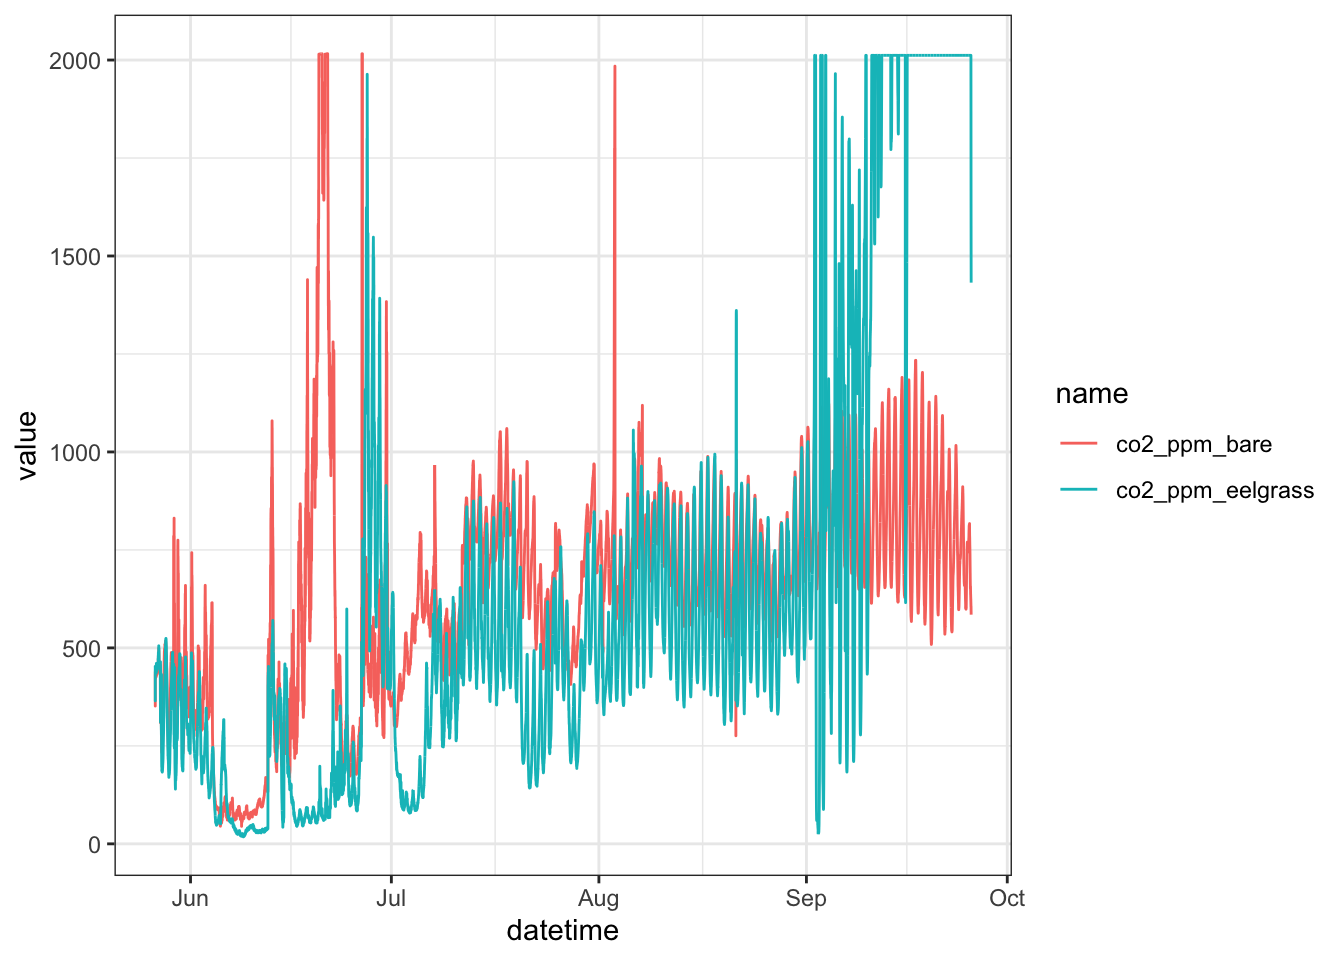 2000
1500
1000
500
0
value
Jun
Jul
Aug
Sep
Oct
datetime
name
co2_ppm_bare
co2_ppm_eelgrass